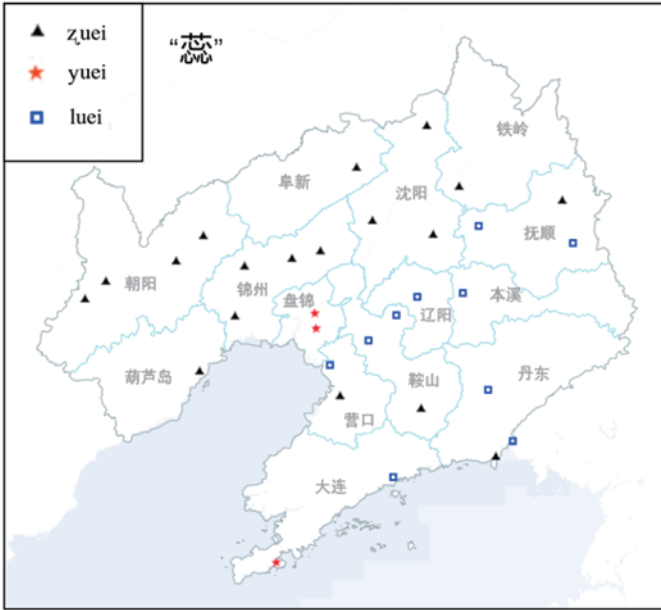 ʐuei
yuei
luei
“蕊”
铁岭
阜新
沈阳
抚顺
朝阳
锦州
盘锦
辽阳
本溪
葫芦岛
鞍山
丹东
营口
大连